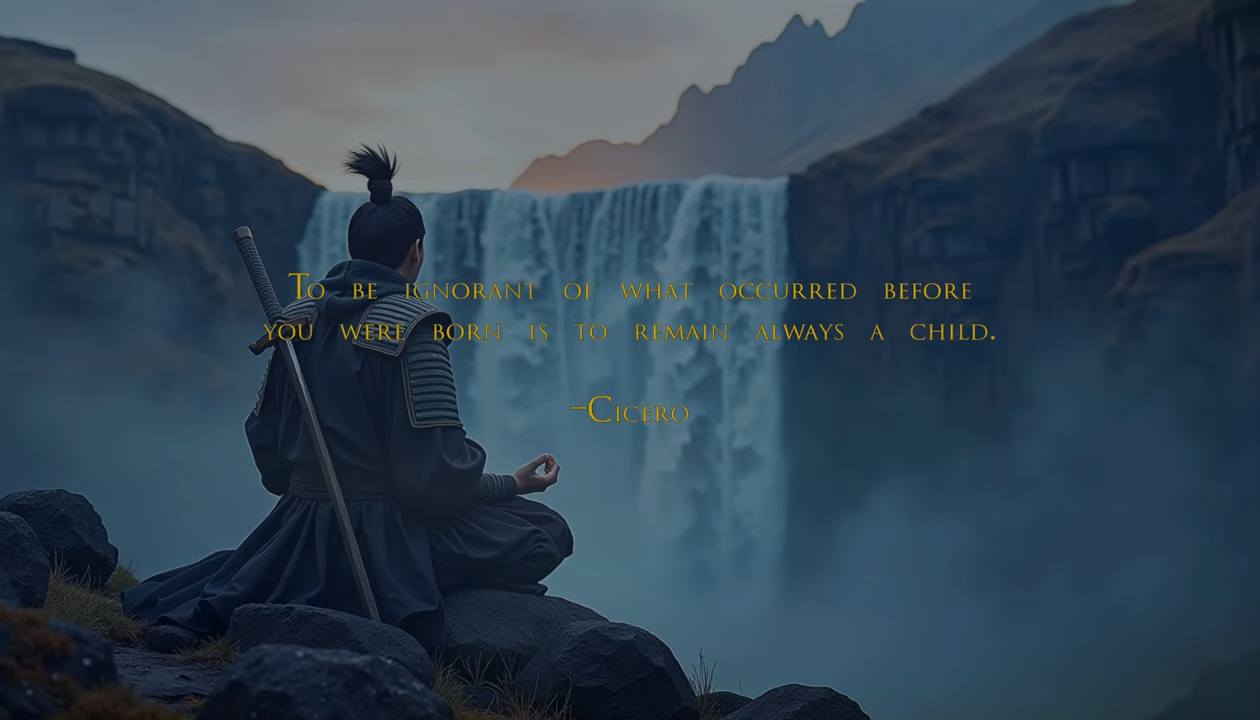 To be ignorant of what occurred before
you were born is to remain always a child.
–Cicero